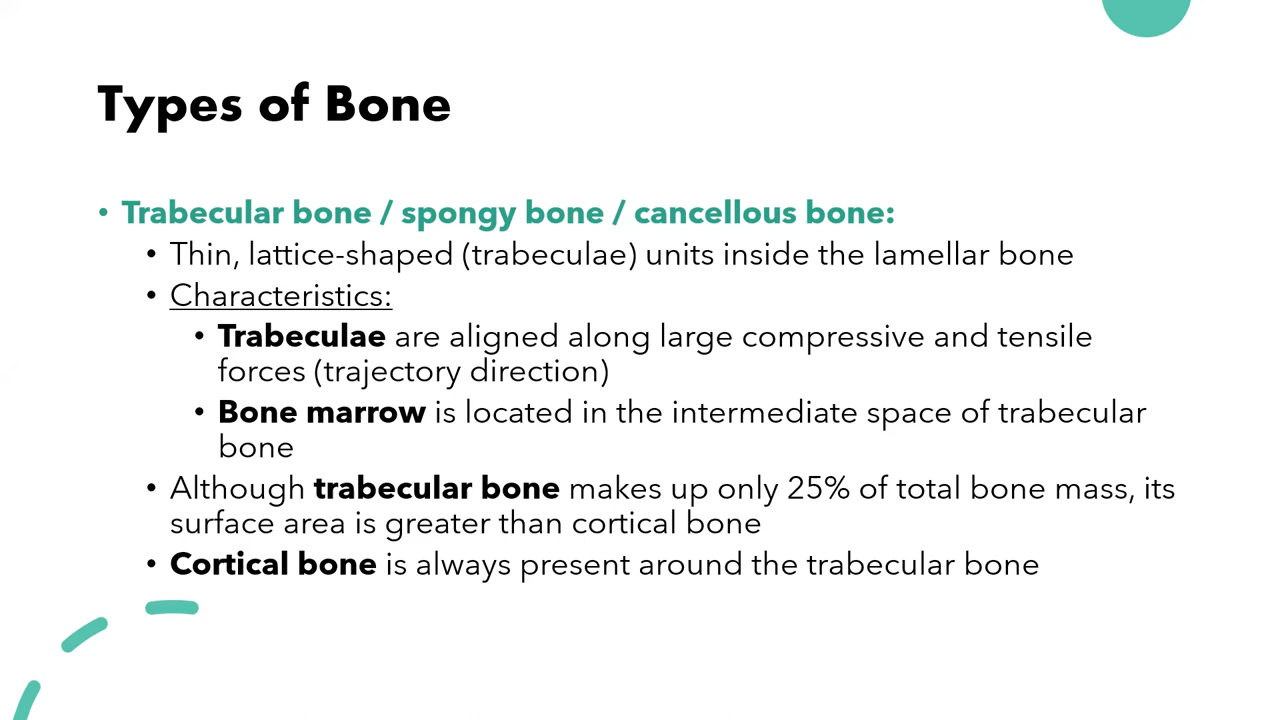 Types of Bone
• Trabecular bone / spongy bone / cancellous bone:
• Thin, lattice-shaped (trabeculae) units inside the lamellar bone
• Characteristics:
• Trabeculae are aligned along large compressive and tensile
forces (trajectory direction)
• Bone marrow is located in the intermediate space of trabecular
bone
• Although trabecular bone makes up only 25% of total bone mass, its
surface area is greater than cortical bone
• Cortical bone is always present around the trabecular bone